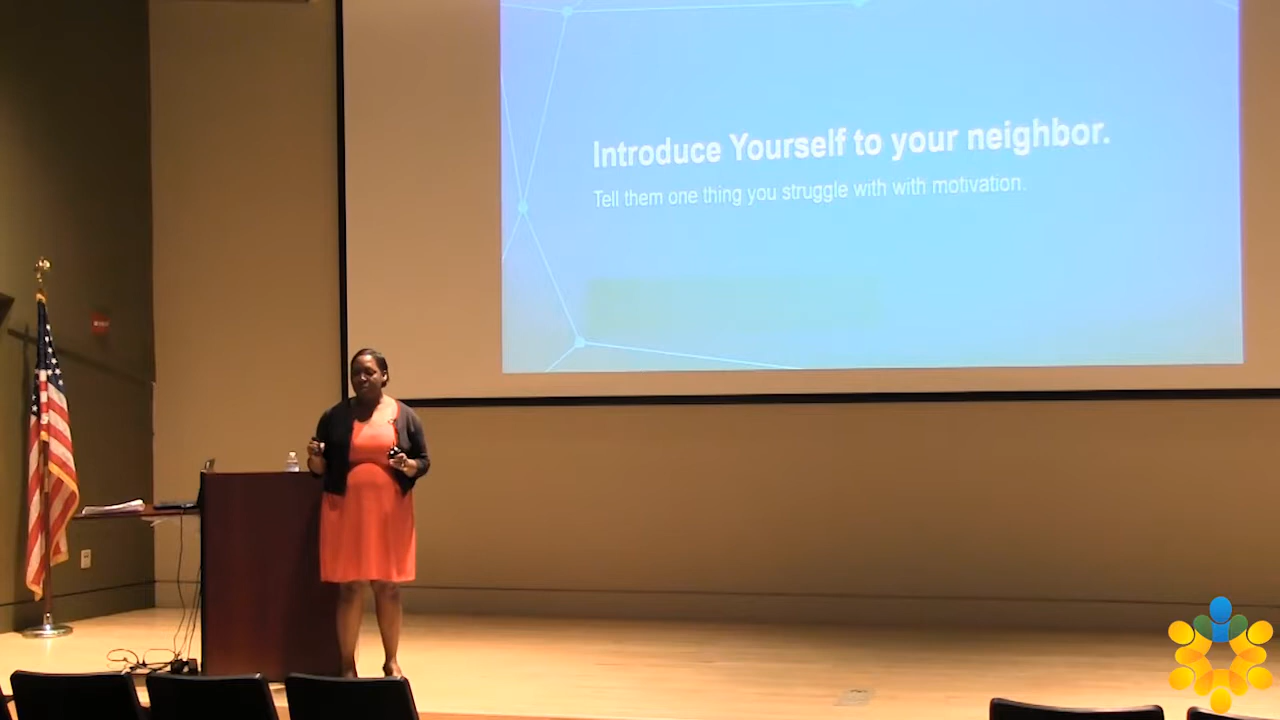 Introduce Yourself to your neighbor.
Tell them one thing you struggle with with motivation.